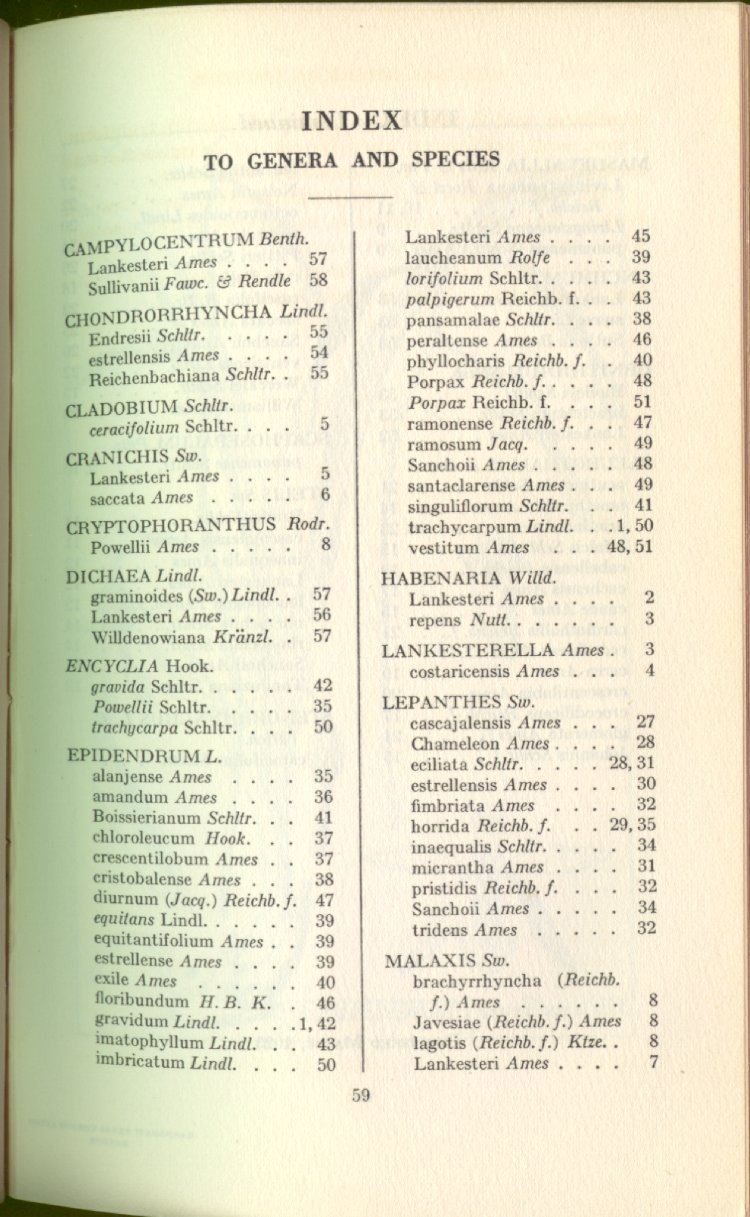 INDEX
TO GENERA AND SPECIES
CAMPYLOCENTRUM Benth.
Lankesteri Ames . . . . 57
Sullivanii Fawc. & Rendle 58
CHONDRORRHYNCHA Lindl.
Endresii Schltr. . . . . 55
estrellensis Ames . . . . 54
Reichenbachiana Schltr. . 55
CLADOBIUM Schltr.
ceracifolium Schltr. . . . 5
CRANICHIS Sw.
Lankesteri Ames . . . . 5
saccata Ames . . . . . 6
CRYPTOPHORANTHUS Rodr.
Powellii Ames . . . . . 8
DICHAEA Lindl.
graminoides (Sw.) Lindl. . 57
Lankesteri Ames . . . . 56
Willdenowiana Kränzl. . 57
ENCYCLIA Hook.
gravida Schltr. . . . . . 42
Powellii Schltr. . . . . 35
trachycarpa Schltr. . . . 50
EPIDENDRUM L.
alanjense Ames . . . . 35
amandum Ames . . . . 36
Boissierianum Schltr. . . 41
chloroleucum Hook. . . 37
crescentilobum Ames . . 37
cristobalense Ames . . . 38
diurnum (Jacq.) Reichb. f. 47
equitans Lindl. . . . . . 39
equitantifolium Ames . . 39
estrellense Ames . . . . 39
exile Ames . . . . . . 40
floribundum H. B. K. . 46
gravidum Lindl. . . . . 1, 42
imatophyllum Lindl. . . 43
imbricatum Lindl. . . . 50
Lankesteri Ames . . . . 45
laucheanum Rolfe . . . 39
lorifolium Schltr. . . . . 43
palpigerum Reichb. f. . . 43
pansamalae Schltr. . . . 38
peraltense Ames . . . . 46
phyllocharis Reichb. f. . 40
Porpax Reichb. f. . . . . 48
Porpax Reichb. f. . . . 51
ramonense Reichb. f. . . 47
ramosum Jacq. . . . . 49
Sanchoii Ames . . . . . 48
santaclarense Ames . . . 49
singuliflorum Schltr. . . 41
trachycarpum Lindl. . . 1, 50
vestitum Ames . . . 48, 51
HABENARIA Willd.
Lankesteri Ames . . . . 2
repens Nutt. . . . . . . 3
LANKESTERELLA Ames . 3
costaricensis Ames . . . 4
LEPANTHES Sw.
cascajalensis Ames . . . 27
Chameleon Ames . . . . 28
eciliata Schltr. . . . . 28, 31
estrellensis Ames . . . . 30
fimbriata Ames . . . . 32
horrida Reichb. f. . . 29, 35
inaequalis Schltr. . . . . 34
micrantha Ames . . . . 31
pristidis Reichb. f. . . . 32
Sanchoii Ames . . . . . 34
tridens Ames . . . . . 32
MALAXIS Sw.
brachyrrhyncha (Reichb.
f.) Ames . . . . . . 8
Javesiae (Reichb. f.) Ames 8
lagotis (Reichb. f.) Ktze. . 8
Lankesteri Ames . . . . 7
59